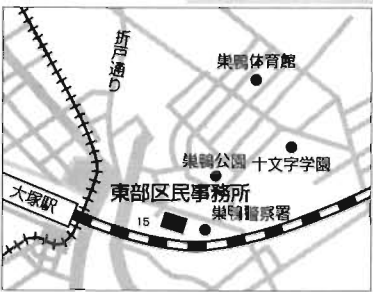 折戸通り
巣鴨体育館
巣鴨公園
十文字学園
大塚駅
東部区民事務所
15
巣鴨警察署